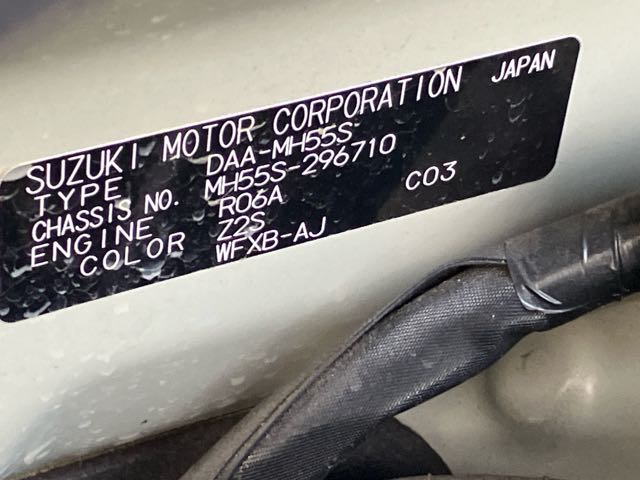 SUZUKI MOTOR CORPORATION JAPAN
TYPE DAA-MH55S
CHASSIS NO. MH55S-296710
ENGINE R06A C03
COLOR Z2S
WFXB-AJ